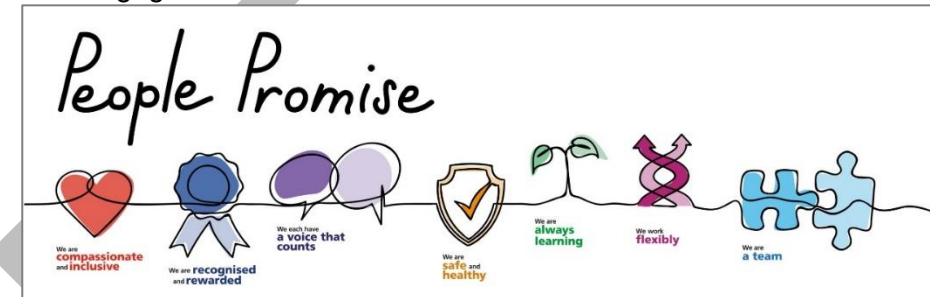 People Promise
We are
compassionate
and inclusive
We are recognised
and rewarded
We each have
a voice that
counts
We are
safe and
healthy
We are
always
learning
We work
flexibly
We are
a team